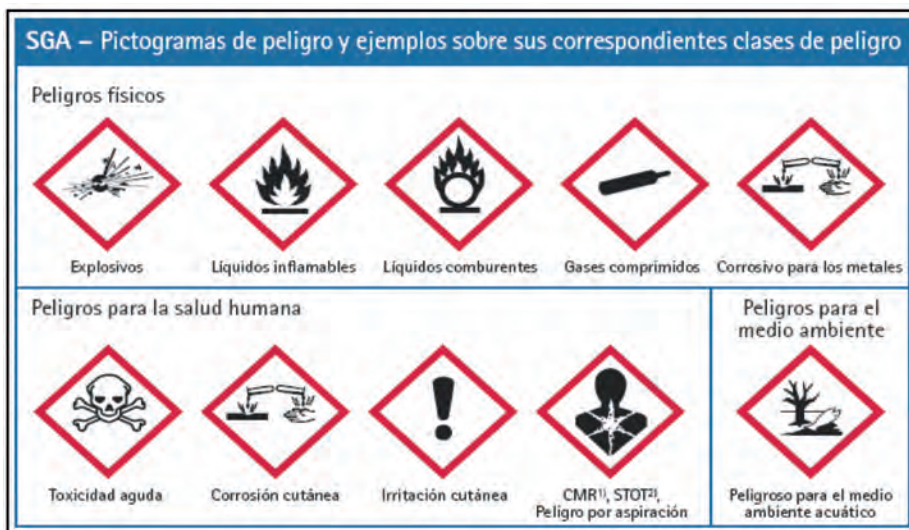 SGA – Pictogramas de peligro y ejemplos sobre sus correspondientes clases de peligro
Peligros físicos
Explosivos
Líquidos inflamables
Líquidos comburentes
Gases comprimidos
Corrosivo para los metales
Peligros para la salud humana
Peligros para el
medio ambiente
Toxicidad aguda
Corrosión cutánea
Irritación cutánea
CMR¹⁾, STOT²⁾,
Peligro por aspiración
Peligroso para el medio
ambiente acuático